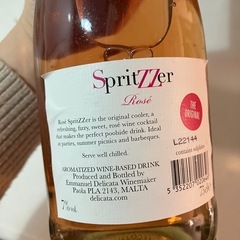 SpritZZer
Rosé
Rosé SpritZZer is the original cooler, a
refreshing, fizzy, sweet, rosé wine cocktail
that makes the perfect poolside drink. Ideal
at parties, summer picnics and barbeques.
Serve well chilled.
AROMATIZED WINE-BASED DRINK
Produced and Bottled by
Emmanuel Delicata Winemaker
Paola PLA 2143, MALTA
delicata.com
THE
ORIGINAL
L22144
contains sulphites